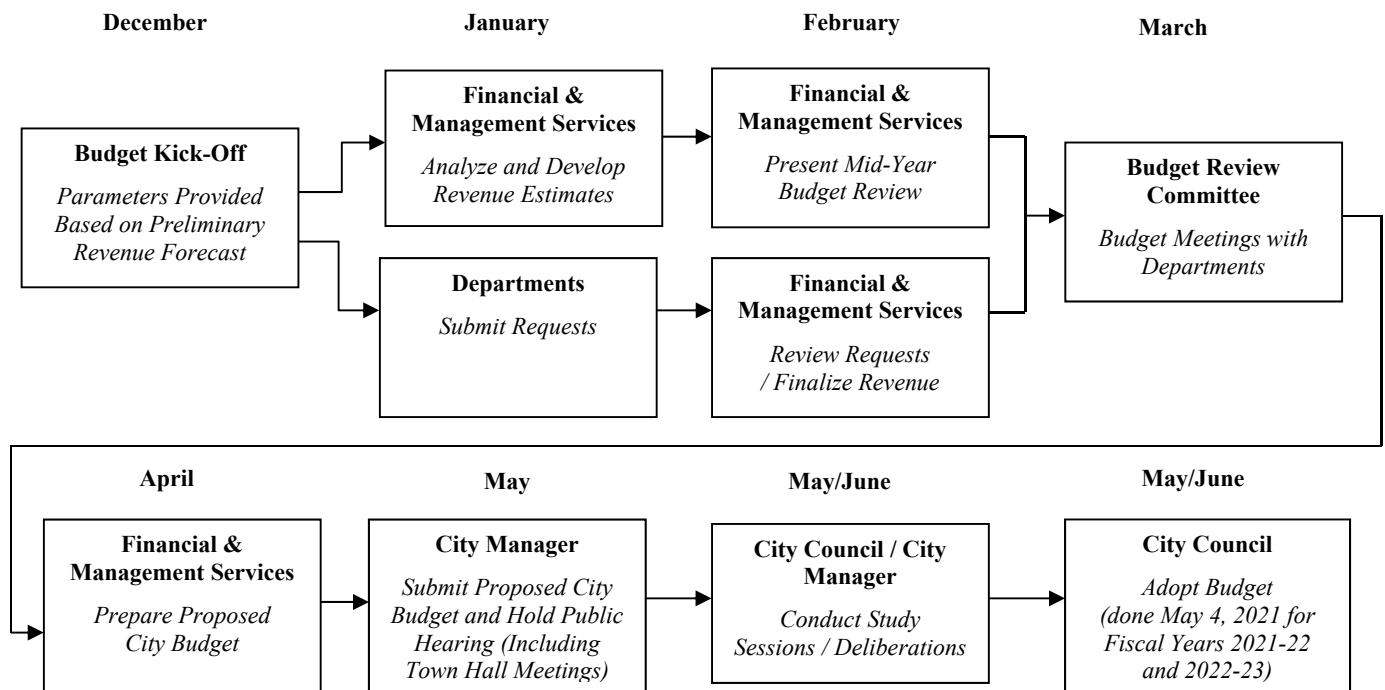 December
January
February
March
Budget Kick-Off
Parameters Provided
Based on Preliminary
Revenue Forecast
Financial &
Management Services
Analyze and Develop
Revenue Estimates
Departments
Submit Requests
Financial &
Management Services
Present Mid-Year
Budget Review
Financial &
Management Services
Review Requests
/ Finalize Revenue
Budget Review
Committee
Budget Meetings with
Departments
April
May
May/June
May/June
Financial &
Management Services
Prepare Proposed
City Budget
City Manager
Submit Proposed City
Budget and Hold Public
Hearing (Including
Town Hall Meetings)
City Council / City
Manager
Conduct Study
Sessions / Deliberations
City Council
Adopt Budget
(done May 4, 2021 for
Fiscal Years 2021-22
and 2022-23)